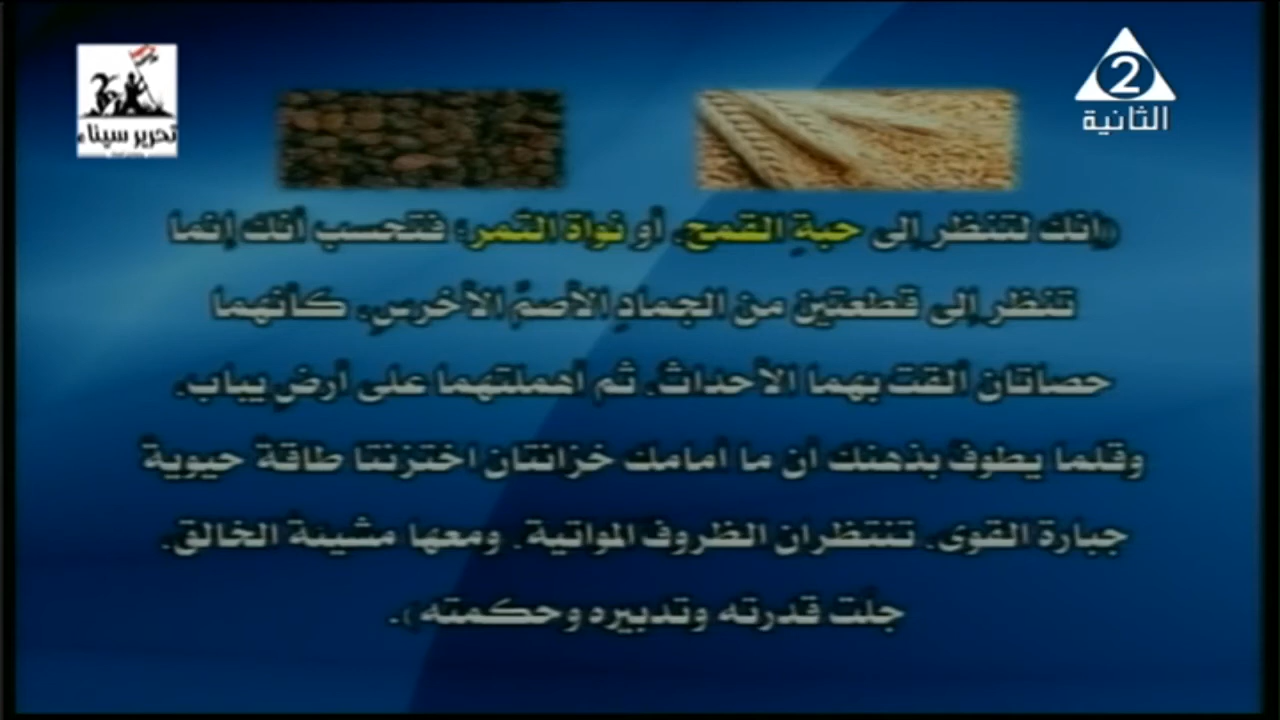 تحرير سيناء
2
الثانية
(إنك لتنظر إلى حبةِ القمح، أو نواة التمر؛ فتحسب أنك إنما
تنظر إلى قطعتين من الجمادِ الأصمّ الأخرسِ، كأنهما
حصاتان ألقت بهما الأحداثُ، ثم أهملتهما على أرضٍ يباب.
وقلما يطوفُ بذهنك أن ما أمامك خزانتان اختزنتا طاقة حيوية
جبارة القوى، تنتظران الظروفَ المواتية، ومعها مشيئة الخالق،
جلّت قدرته وتدبيره وحكمته).